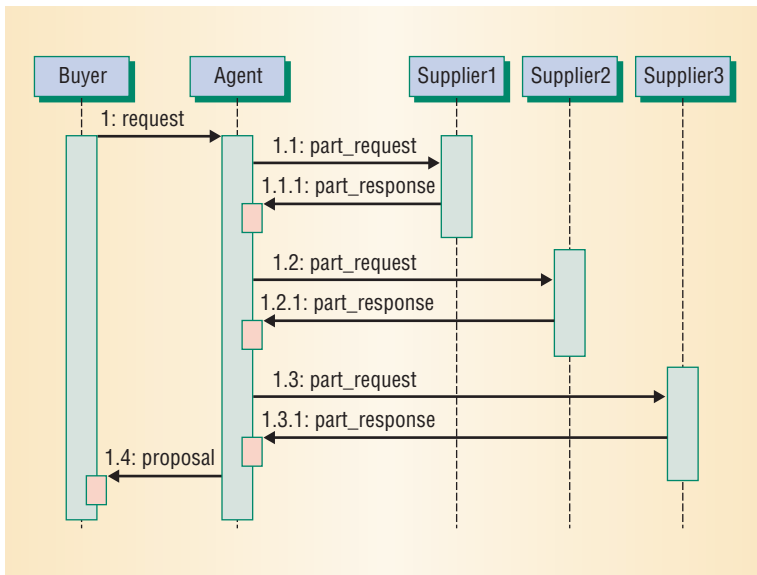 Buyer Agent Supplier1 Supplier2 Supplier3
1: request
1.1: part_request
1.1.1: part_response
1.2: part_request
1.2.1: part_response
1.3: part_request
1.3.1: part_response
1.4: proposal